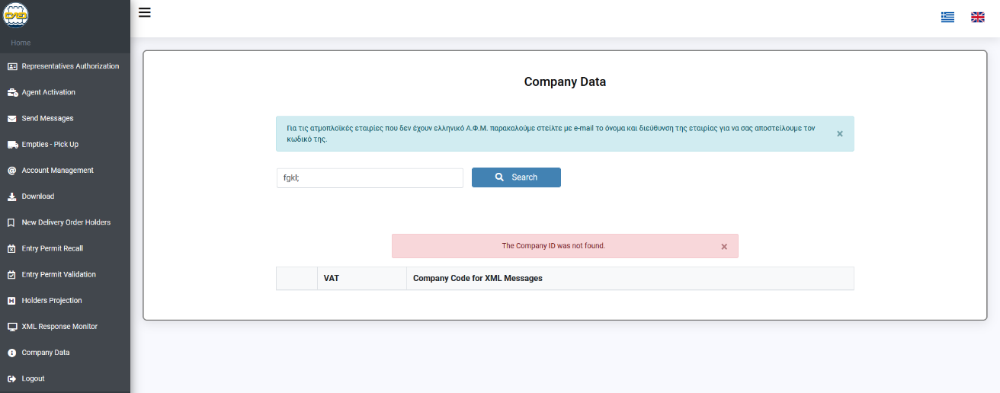 ΟΛΘ
Home
Representatives Authorization
Agent Activation
Send Messages
Empties - Pick Up
Account Management
Download
New Delivery Order Holders
Entry Permit Recall
Entry Permit Validation
Holders Projection
XML Response Monitor
Company Data
Logout
Company Data
Για τις ατμοπλοϊκές εταιρίες που δεν έχουν ελληνικό Α.Φ.Μ. παρακαλούμε στείλτε με e-mail το όνομα και διεύθυνση της εταιρίας για να σας αποστείλουμε τον
κωδικό της.
×
fgkl;
Search
The Company ID was not found.
×
VAT
Company Code for XML Messages